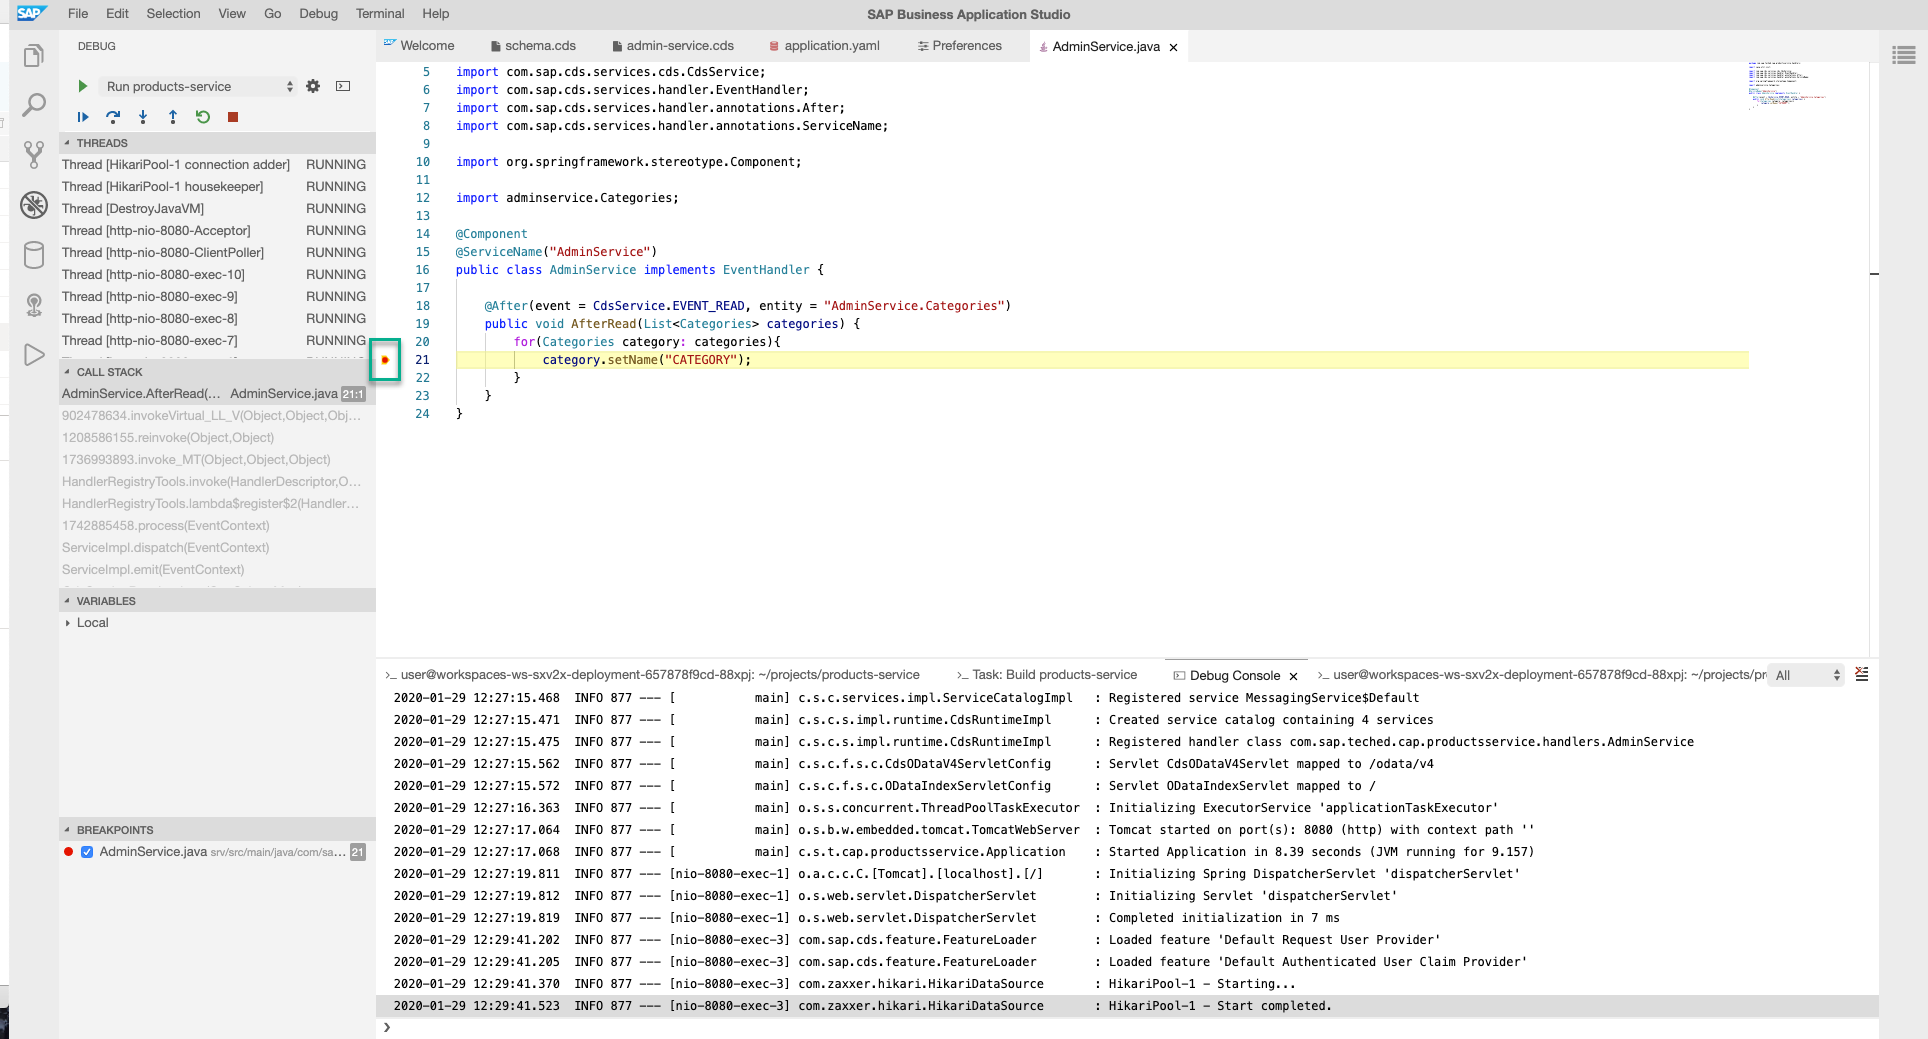 SAP File Edit Selection View Go Debug Terminal Help SAP Business Application Studio
DEBUG
Run products-service
THREADS
Thread [HikariPool-1 connection adder] RUNNING
Thread [HikariPool-1 housekeeper] RUNNING
Thread [DestroyJavaVM] RUNNING
Thread [http-nio-8080-Acceptor] RUNNING
Thread [http-nio-8080-ClientPoller] RUNNING
Thread [http-nio-8080-exec-10] RUNNING
Thread [http-nio-8080-exec-9] RUNNING
Thread [http-nio-8080-exec-8] RUNNING
Thread [http-nio-8080-exec-7] RUNNING
CALL STACK
AdminService.AfterRead(... AdminService.java 21:1
902478634.invokeVirtual_LL_V(Object,Object,Obj...
1208586155.reinvoke(Object,Object)
1736993893.invoke_MT(Object,Object,Object)
HandlerRegistryTools.invoke(HandlerDescriptor,O...
HandlerRegistryTools.lambda$register$2(Handler...
1742885458.process(EventContext)
ServiceImpl.dispatch(EventContext)
ServiceImpl.emit(EventContext)
VARIABLES
Local
BREAKPOINTS
AdminService.java srv/src/main/java/com/sa... 21
Welcome schema.cds admin-service.cds application.yaml Preferences AdminService.java
5 import com.sap.cds.services.cds.CdsService;
6 import com.sap.cds.services.handler.EventHandler;
7 import com.sap.cds.services.handler.annotations.After;
8 import com.sap.cds.services.handler.annotations.ServiceName;
9
10 import org.springframework.stereotype.Component;
11
12 import adminservice.Categories;
13
14 @Component
15 @ServiceName("AdminService")
16 public class AdminService implements EventHandler {
17
18 @After(event = CdsService.EVENT_READ, entity = "AdminService.Categories")
19 public void AfterRead(List<Categories> categories) {
20 for(Categories category: categories){
21 category.setName("CATEGORY");
22 }
23 }
24 }
>_ user@workspaces-ws-sxv2x-deployment-657878f9cd-88xpj: ~/projects/products-service >_ Task: Build products-service Debug Console >_ user@workspaces-ws-sxv2x-deployment-657878f9cd-88xpj: ~/projects/pr All
2020-01-29 12:27:15.468 INFO 877 --- [ main] c.s.c.services.impl.ServiceCatalogImpl : Registered service MessagingService$Default
2020-01-29 12:27:15.471 INFO 877 --- [ main] c.s.c.s.impl.runtime.CdsRuntimeImpl : Created service catalog containing 4 services
2020-01-29 12:27:15.475 INFO 877 --- [ main] c.s.c.s.impl.runtime.CdsRuntimeImpl : Registered handler class com.sap.teched.cap.productsservice.handlers.AdminService
2020-01-29 12:27:15.562 INFO 877 --- [ main] c.s.c.f.s.c.CdsODataV4ServletConfig : Servlet CdsODataV4Servlet mapped to /odata/v4
2020-01-29 12:27:15.572 INFO 877 --- [ main] c.s.c.f.s.c.ODataIndexServletConfig : Servlet ODataIndexServlet mapped to /
2020-01-29 12:27:16.363 INFO 877 --- [ main] o.s.s.concurrent.ThreadPoolTaskExecutor : Initializing ExecutorService 'applicationTaskExecutor'
2020-01-29 12:27:17.064 INFO 877 --- [ main] o.s.b.w.embedded.tomcat.TomcatWebServer : Tomcat started on port(s): 8080 (http) with context path ''
2020-01-29 12:27:17.068 INFO 877 --- [ main] c.s.t.cap.productsservice.Application : Started Application in 8.39 seconds (JVM running for 9.157)
2020-01-29 12:27:19.811 INFO 877 --- [nio-8080-exec-1] o.a.c.c.C.[Tomcat].[localhost].[/] : Initializing Spring DispatcherServlet 'dispatcherServlet'
2020-01-29 12:27:19.812 INFO 877 --- [nio-8080-exec-1] o.s.web.servlet.DispatcherServlet : Initializing Servlet 'dispatcherServlet'
2020-01-29 12:27:19.819 INFO 877 --- [nio-8080-exec-1] o.s.web.servlet.DispatcherServlet : Completed initialization in 7 ms
2020-01-29 12:29:41.202 INFO 877 --- [nio-8080-exec-3] com.sap.cds.feature.FeatureLoader : Loaded feature 'Default Request User Provider'
2020-01-29 12:29:41.205 INFO 877 --- [nio-8080-exec-3] com.sap.cds.feature.FeatureLoader : Loaded feature 'Default Authenticated User Claim Provider'
2020-01-29 12:29:41.370 INFO 877 --- [nio-8080-exec-3] com.zaxxer.hikari.HikariDataSource : HikariPool-1 - Starting...
2020-01-29 12:29:41.523 INFO 877 --- [nio-8080-exec-3] com.zaxxer.hikari.HikariDataSource : HikariPool-1 - Start completed.